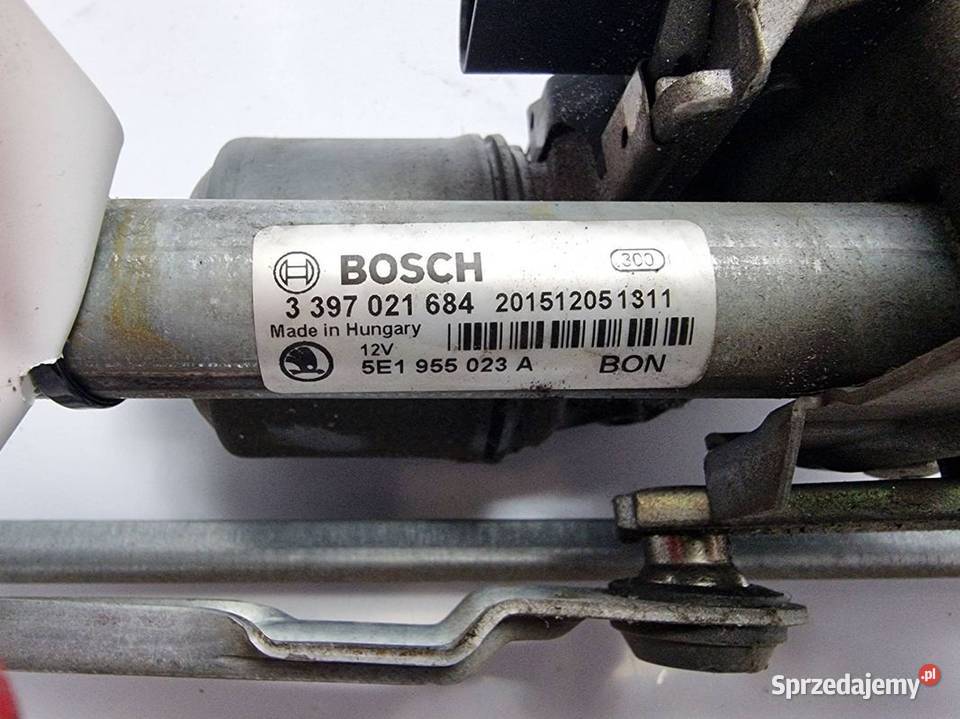 BOSCH 300
3 397 021 684 201512051311
Made in Hungary
12V
5E1 955 023 A BON
Sprzedajemy.pl